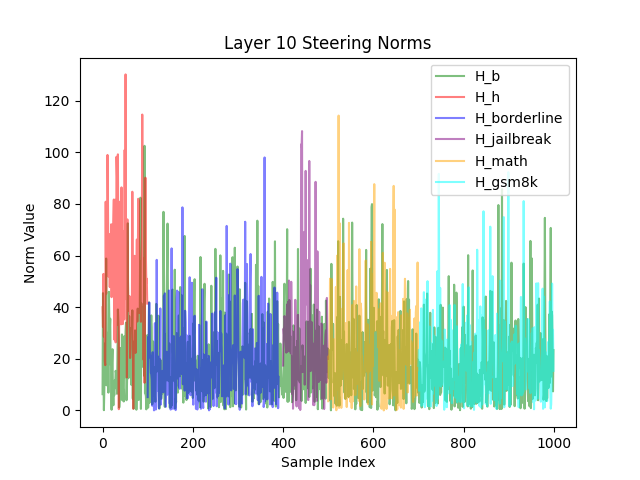 Layer 10 Steering Norms
H_b
H_h
H_borderline
H_jailbreak
H_math
H_gsm8k
Norm Value
120
100
80
60
40
20
0
0 200 400 600 800 1000
Sample Index